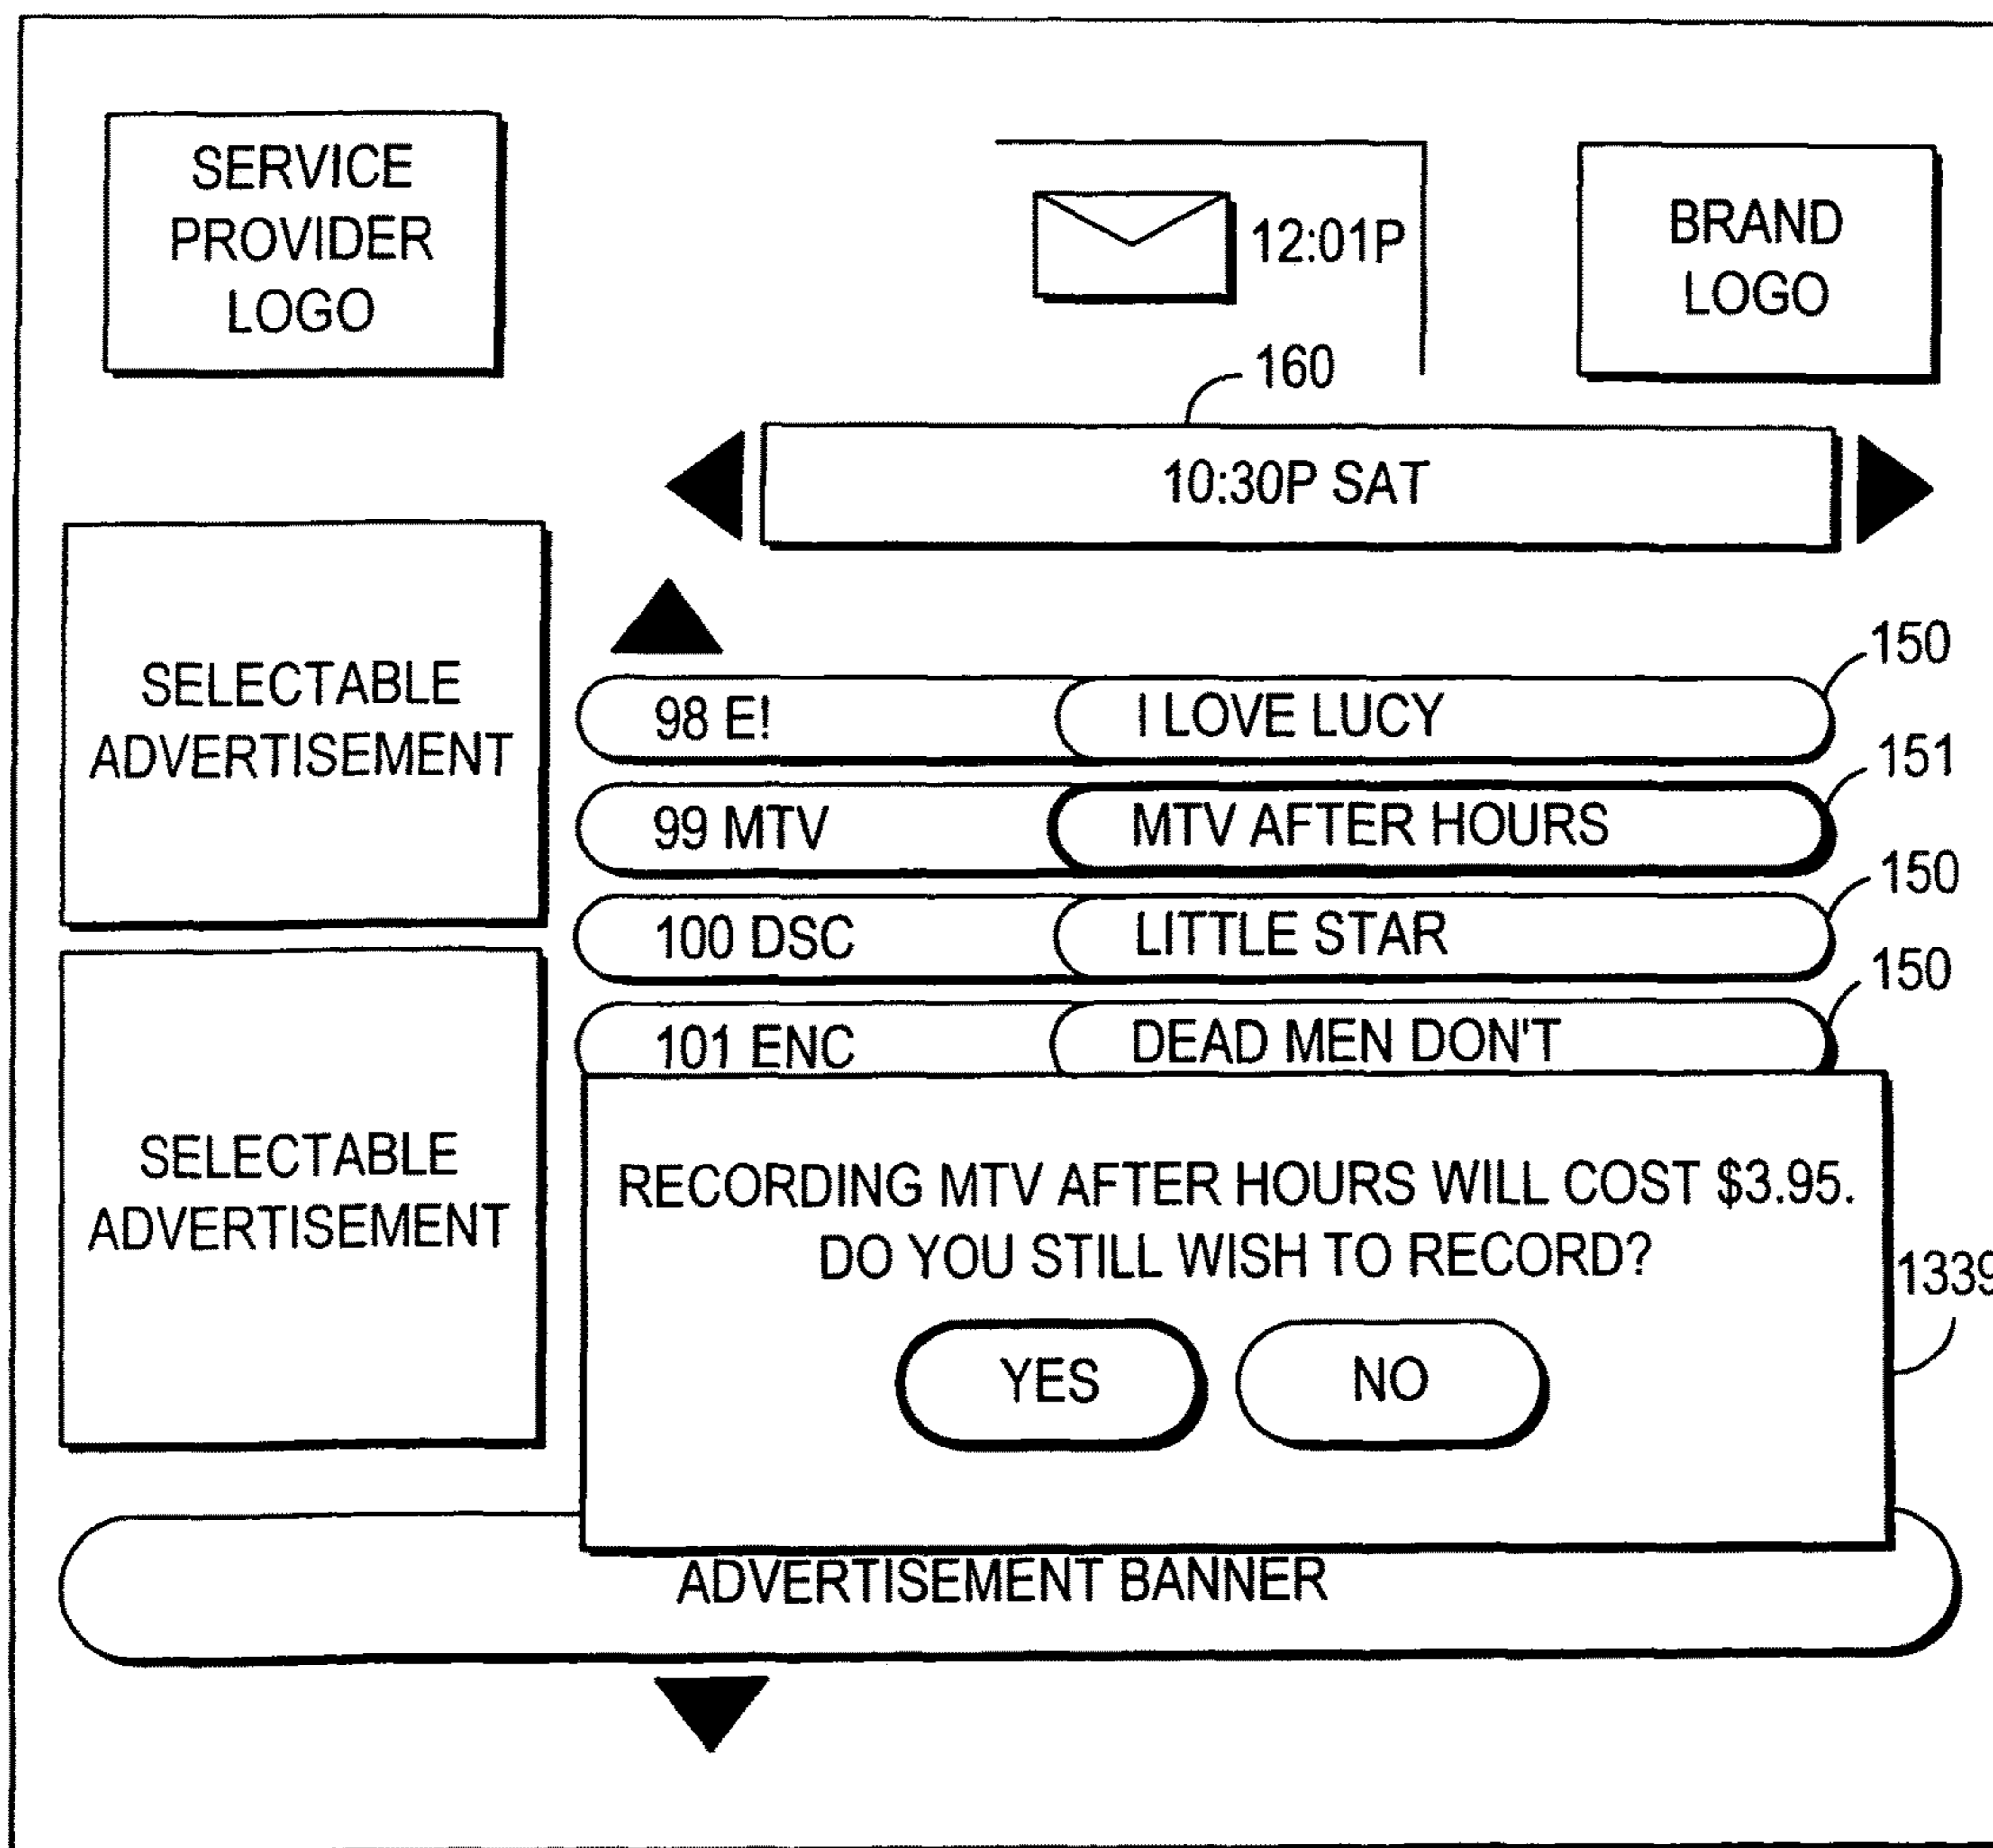 SERVICE
PROVIDER
LOGO
12:01P
BRAND
LOGO
160
10:30P SAT
SELECTABLE
ADVERTISEMENT
150
98 E! I LOVE LUCY
151
99 MTV MTV AFTER HOURS
150
100 DSC LITTLE STAR
150
101 ENC DEAD MEN DON'T
SELECTABLE
ADVERTISEMENT
RECORDING MTV AFTER HOURS WILL COST $3.95.
DO YOU STILL WISH TO RECORD?
1339
YES NO
ADVERTISEMENT BANNER